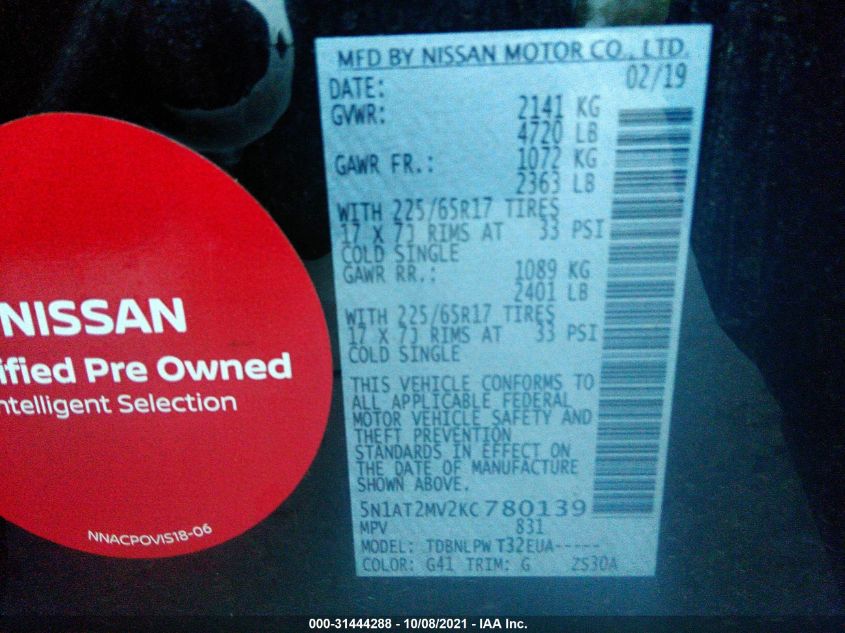 MFD BY NISSAN MOTOR CO., LTD.
DATE: 02/19
GVWR: 2141 KG
4720 LB
GAWR FR.: 1072 KG
2363 LB
WITH 225/65R17 TIRES
17 X 7J RIMS AT 33 PSI
COLD SINGLE
GAWR RR.: 1089 KG
2401 LB
WITH 225/65R17 TIRES
17 X 7J RIMS AT 33 PSI
COLD SINGLE
THIS VEHICLE CONFORMS TO
ALL APPLICABLE FEDERAL
MOTOR VEHICLE SAFETY AND
THEFT PREVENTION
STANDARDS IN EFFECT ON
THE DATE OF MANUFACTURE
SHOWN ABOVE.
5N1AT2MV2KC780139
MPV 831
MODEL: TDBNLPW T32EUA-----
COLOR: G41 TRIM: G ZS30A
NISSAN
ified Pre Owned
ntelligent Selection
NNACPOVIS18-06
000-31444288 - 10/08/2021 - IAA Inc.